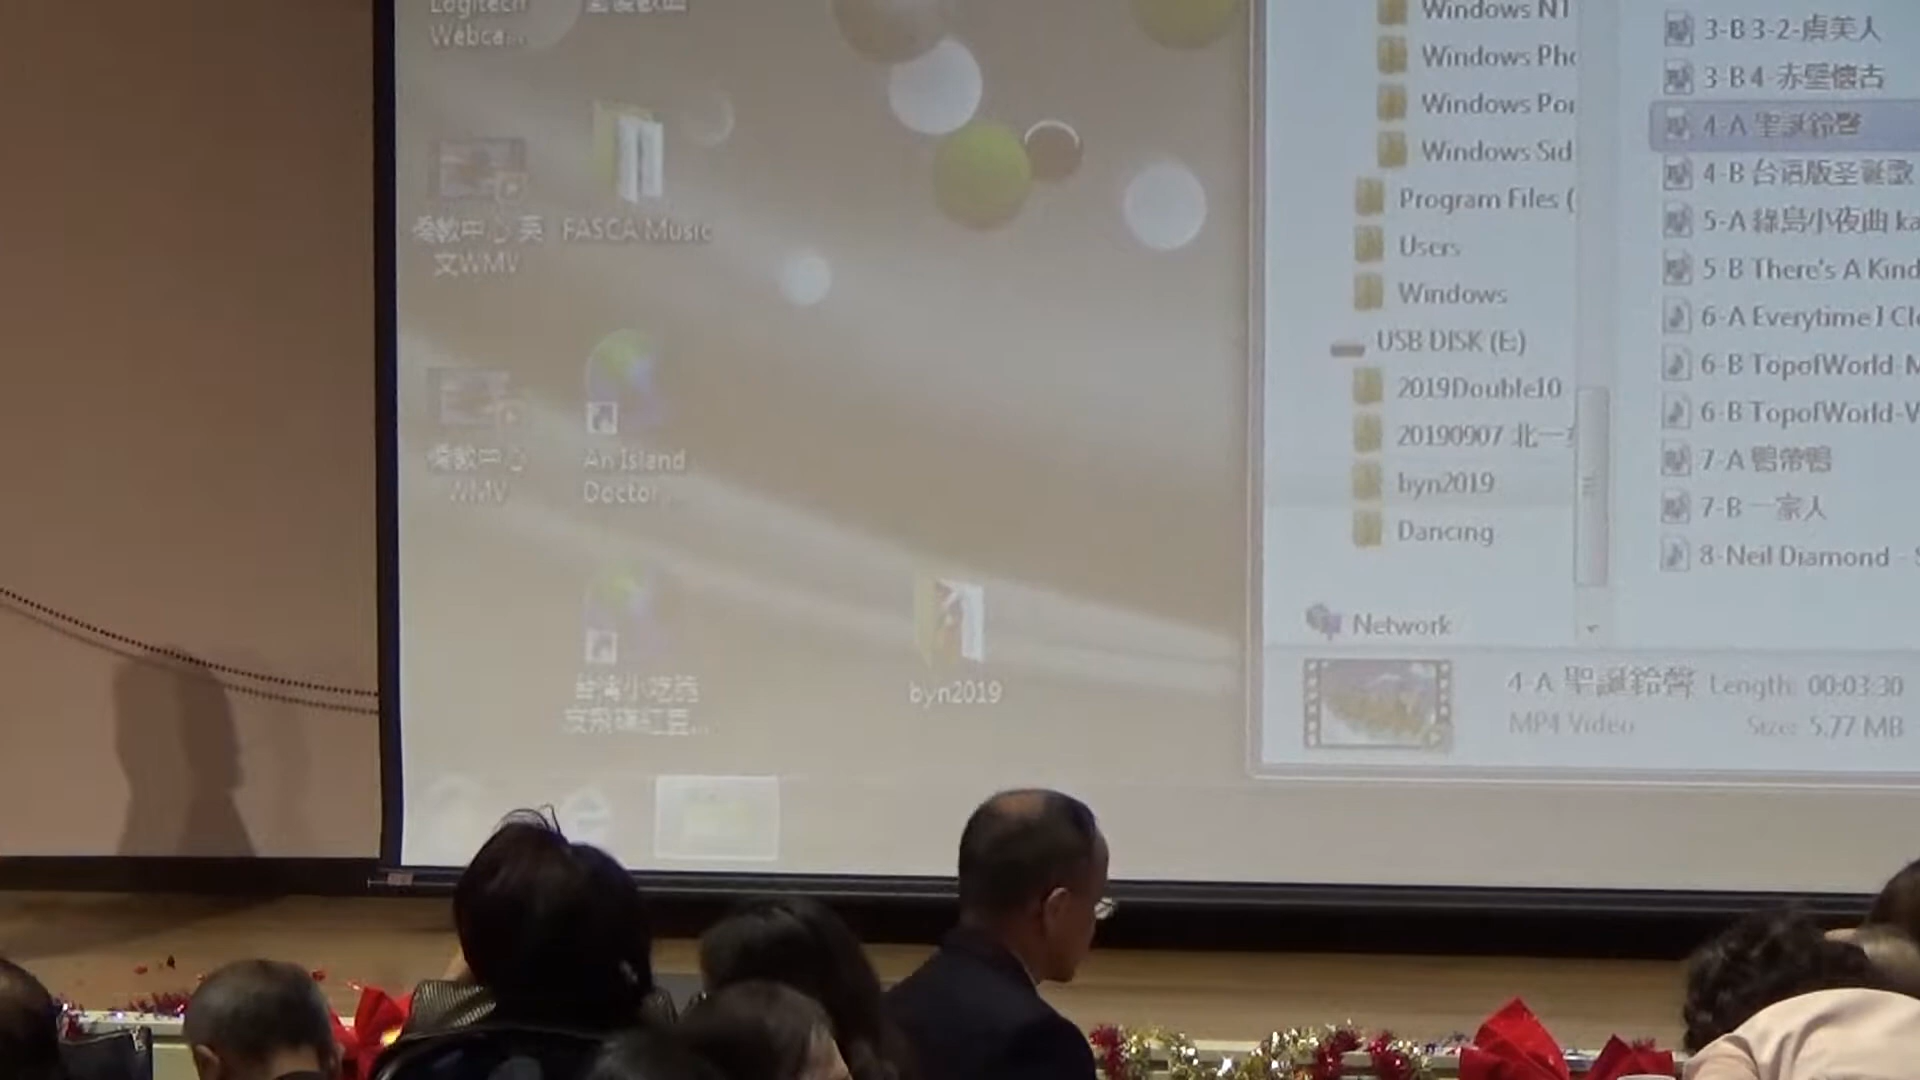 Logitech
Webca...
僑教中心 英
文WMV
FASCA Music
僑教中心
WMV
An Island
Doctor ...
台灣小吃誘
byn2019
Windows NT
Windows Pho
Windows Por
Windows Sid
Program Files (
Users
Windows
USB DISK (E:)
2019Double10
20190907 北一
byn2019
Dancing
Network
3-B 3-2-虞美人
3-B 4-赤壁懷古
4-A 聖誕鈴聲
4-B 台语版圣诞歌
5-A 綠島小夜曲 ka
5-B There's A Kind
6-A Everytime I Clo
6-B TopofWorld-M
6-B TopofWorld-V
7-A 鴨帶鴨
7-B 一家人
8-Neil Diamond - S
4-A 聖誕鈴聲 Length: 00:03:30
MP4 Video Size: 5.77 MB